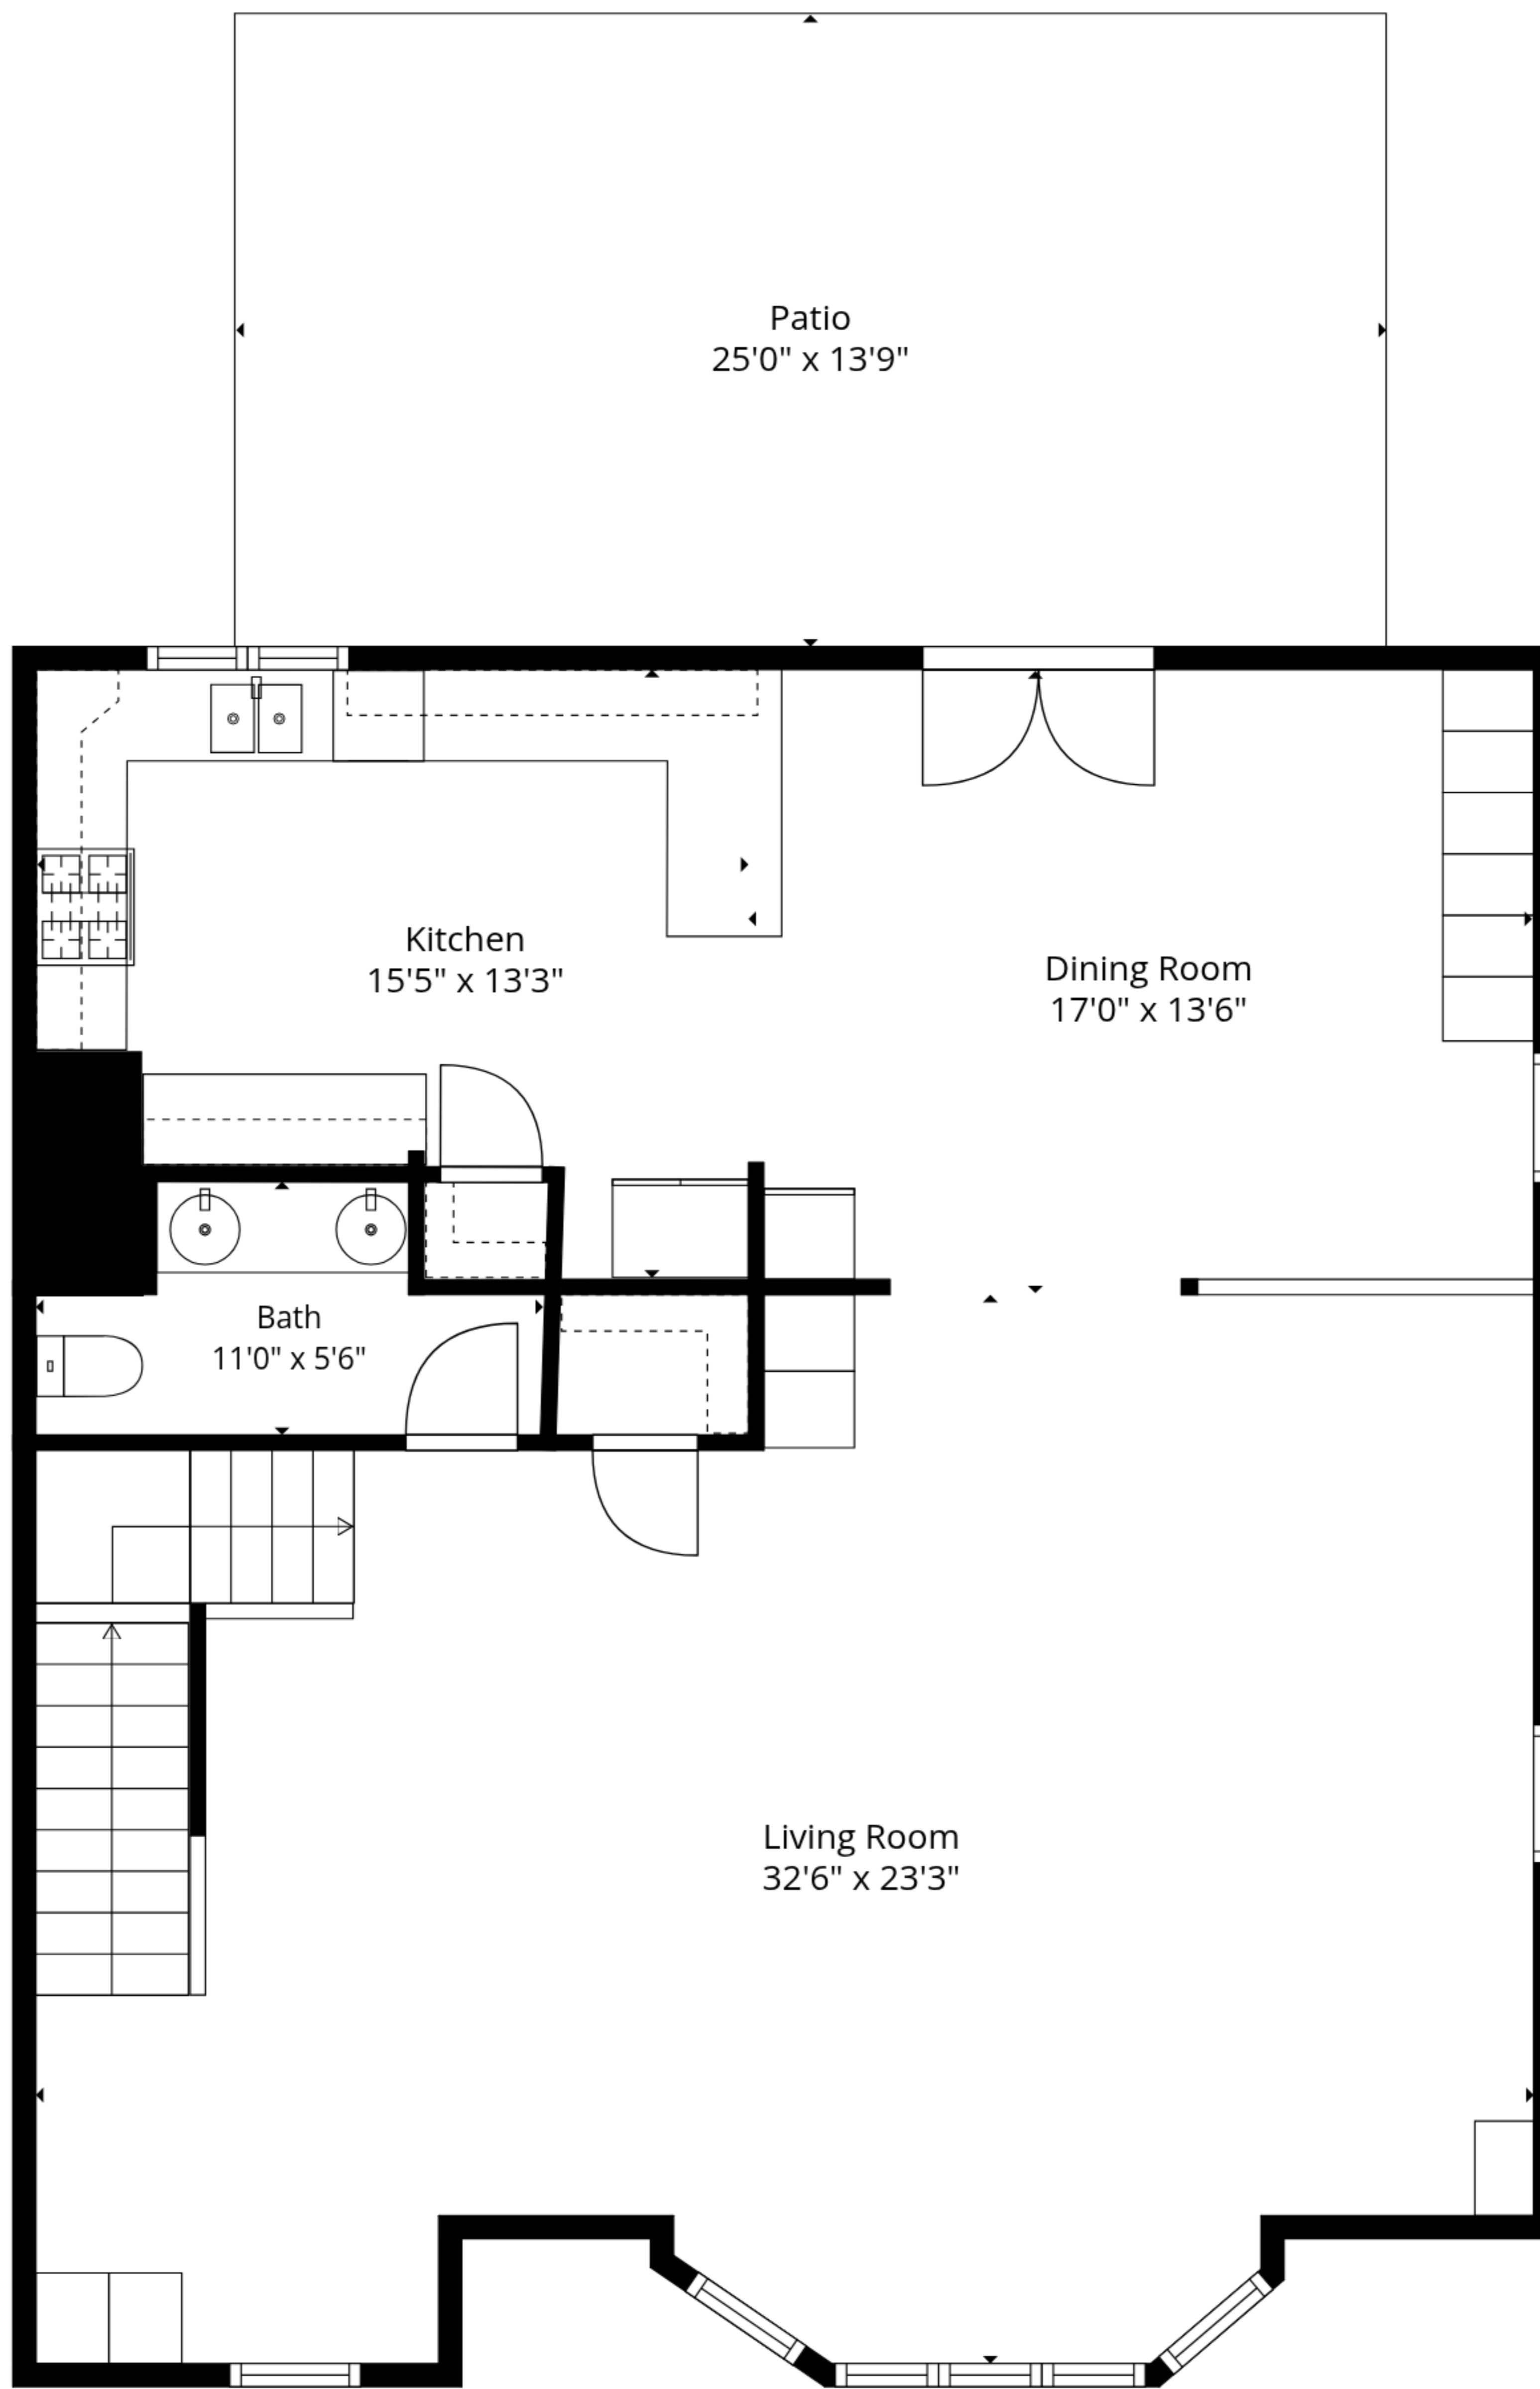 Patio
25'0" x 13'9"
Kitchen
15'5" x 13'3"
Dining Room
17'0" x 13'6"
Bath
11'0" x 5'6"
Living Room
32'6" x 23'3"